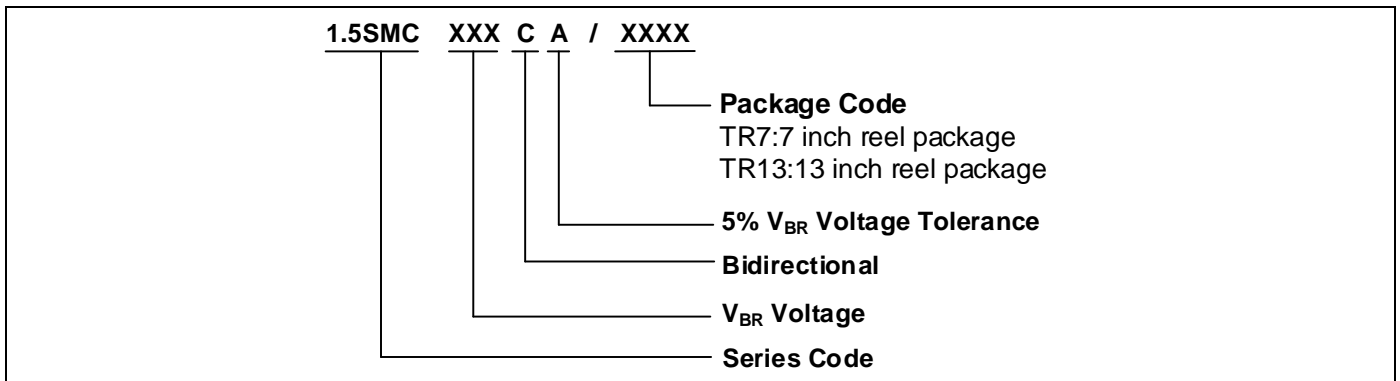 1.5SMC XXX C A / XXXX
Package Code
TR7:7 inch reel package
TR13:13 inch reel package
5% VBR Voltage Tolerance
Bidirectional
VBR Voltage
Series Code